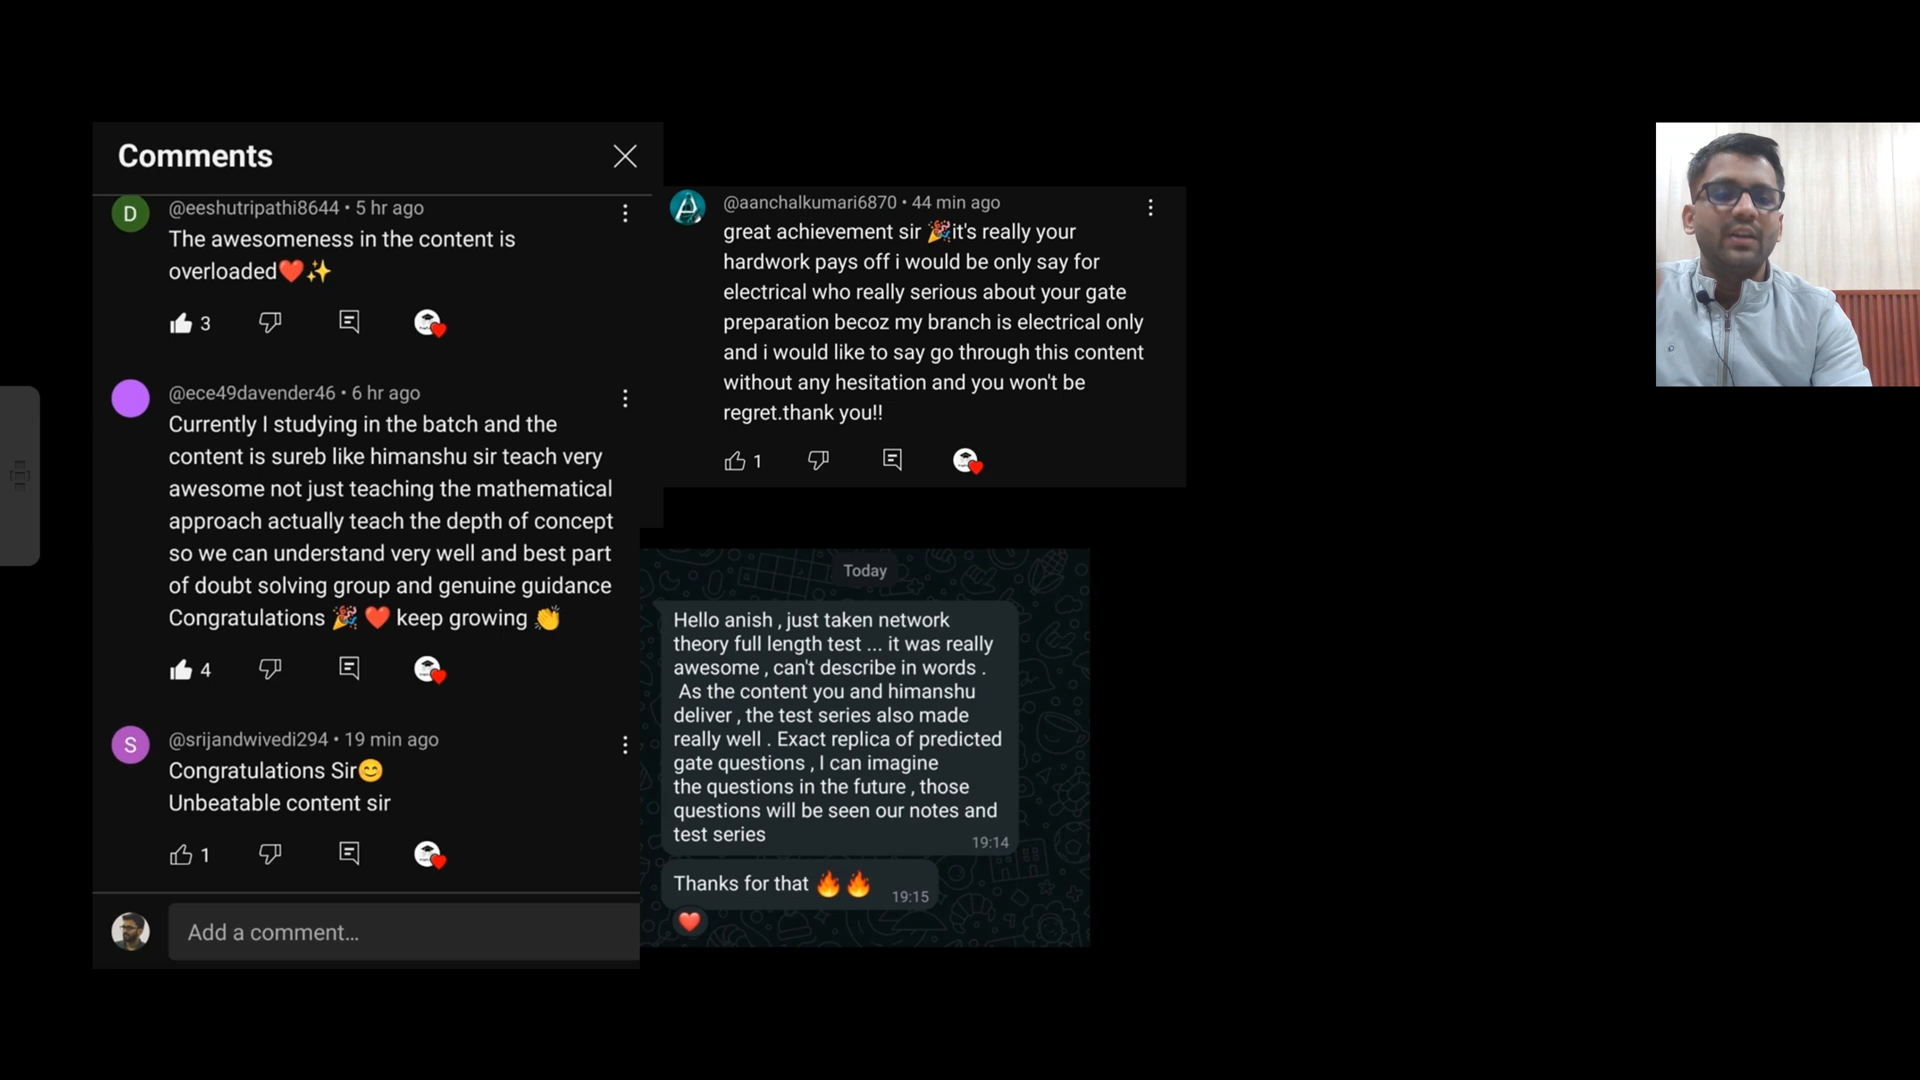 Comments
@eeshutripathi8644 • 5 hr ago
The awesomeness in the content is
overloaded❤️✨
3
@ece49davender46 • 6 hr ago
Currently I studying in the batch and the
content is sureb like himanshu sir teach very
awesome not just teaching the mathematical
approach actually teach the depth of concept
so we can understand very well and best part
of doubt solving group and genuine guidance
Congratulations 🎉 ❤️ keep growing 👏
4
S
@srijandwivedi294 • 19 min ago
Congratulations Sir😊
Unbeatable content sir
1
Add a comment...
D
@aanchalkumari6870 • 44 min ago
great achievement sir 🎉it's really your
hardwork pays off i would be only say for
electrical who really serious about your gate
preparation becoz my branch is electrical only
and i would like to say go through this content
without any hesitation and you won't be
regret.thank you!!
1
Today
Hello anish , just taken network
theory full length test ... it was really
awesome , can't describe in words .
As the content you and himanshu
deliver , the test series also made
really well . Exact replica of predicted
gate questions , I can imagine
the questions in the future , those
questions will be seen our notes and
test series
19:14
Thanks for that 🔥🔥
19:15